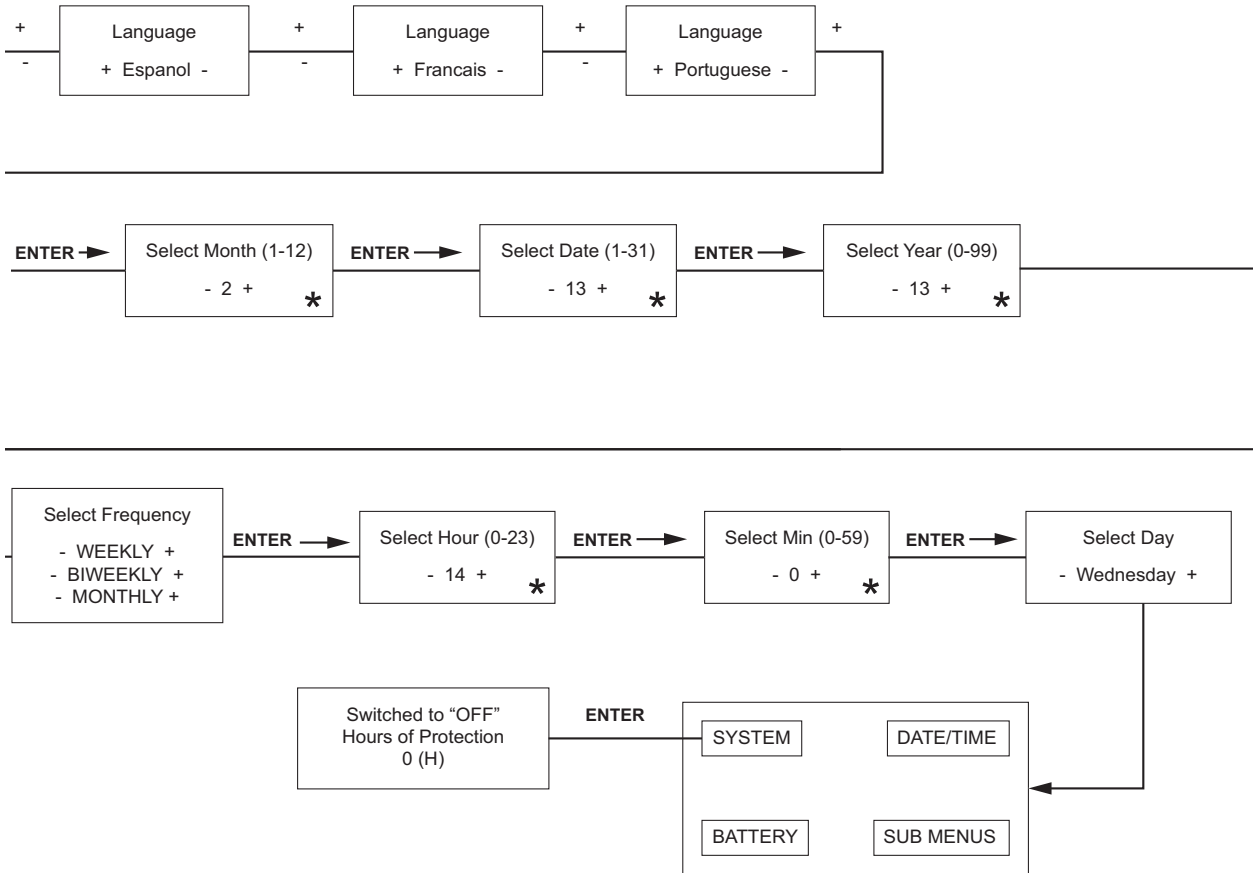 + - Language + Espanol - + - Language + Francais - + - Language + Portuguese - +
ENTER Select Month (1-12) - 2 + * ENTER Select Date (1-31) - 13 + * ENTER Select Year (0-99) - 13 + *
Select Frequency
- WEEKLY +
- BIWEEKLY +
- MONTHLY +
ENTER
Select Hour (0-23)
- 14 + *
ENTER
Select Min (0-59)
- 0 + *
ENTER
Select Day
- Wednesday +
Switched to “OFF”
Hours of Protection
0 (H)
ENTER
SYSTEM
DATE/TIME
BATTERY
SUB MENUS